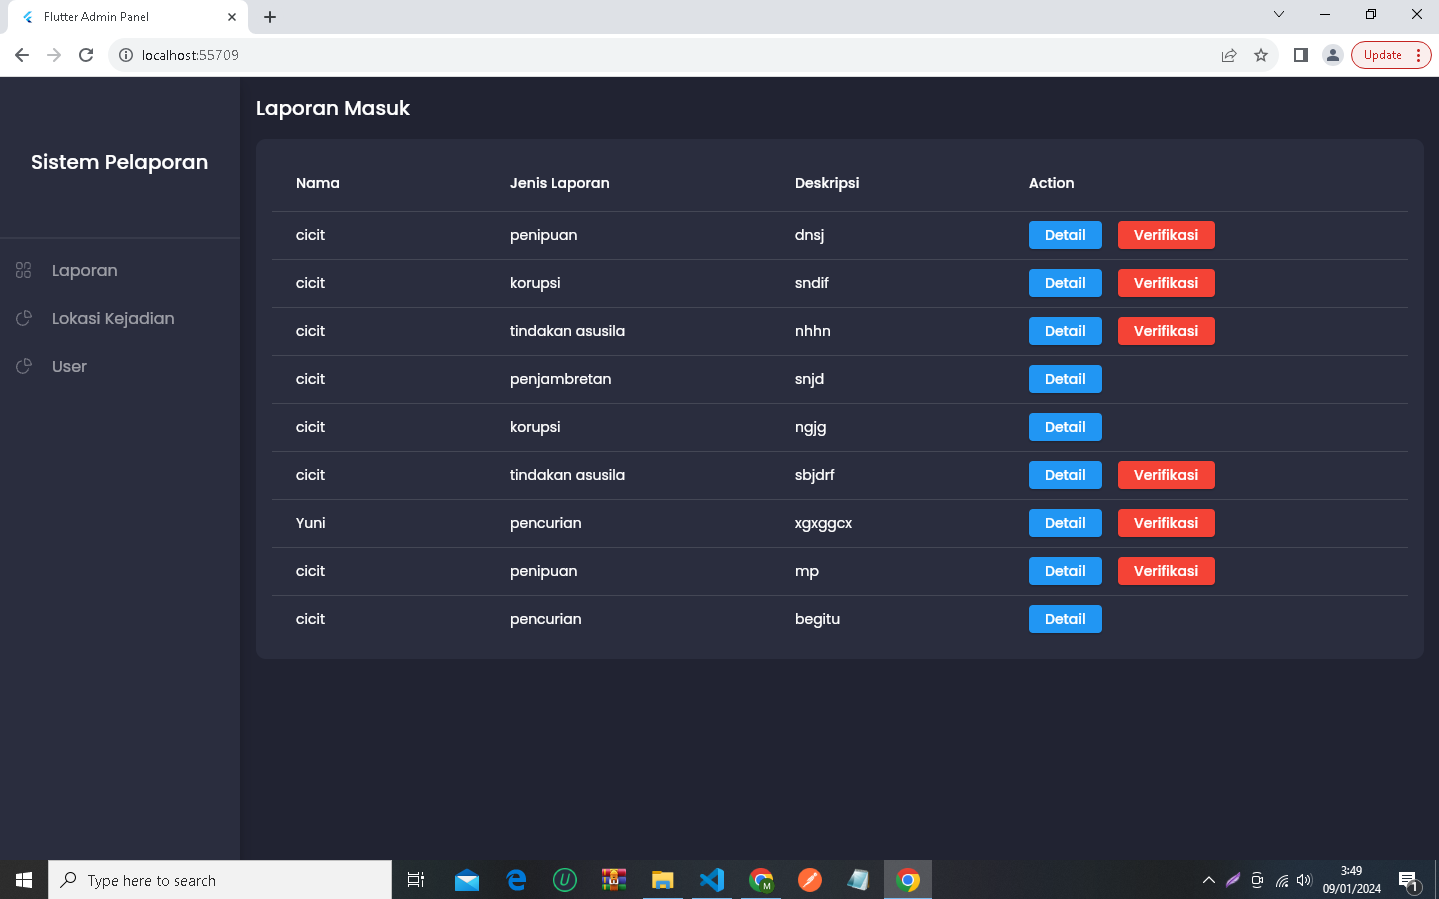 Flutter Admin Panel
localhost:55709
Update
Sistem Pelaporan
Laporan
Lokasi Kejadian
User
Laporan Masuk
Nama Jenis Laporan Deskripsi Action
cicit penipuan dnsj Detail Verifikasi
cicit korupsi sndif Detail Verifikasi
cicit tindakan asusila nhhn Detail Verifikasi
cicit penjambretan snjd Detail
cicit korupsi ngjg Detail
cicit tindakan asusila sbjdrf Detail Verifikasi
Yuni pencurian xgxggcx Detail Verifikasi
cicit penipuan mp Detail Verifikasi
cicit pencurian begitu Detail
Type here to search
M
3:49
09/01/2024
1